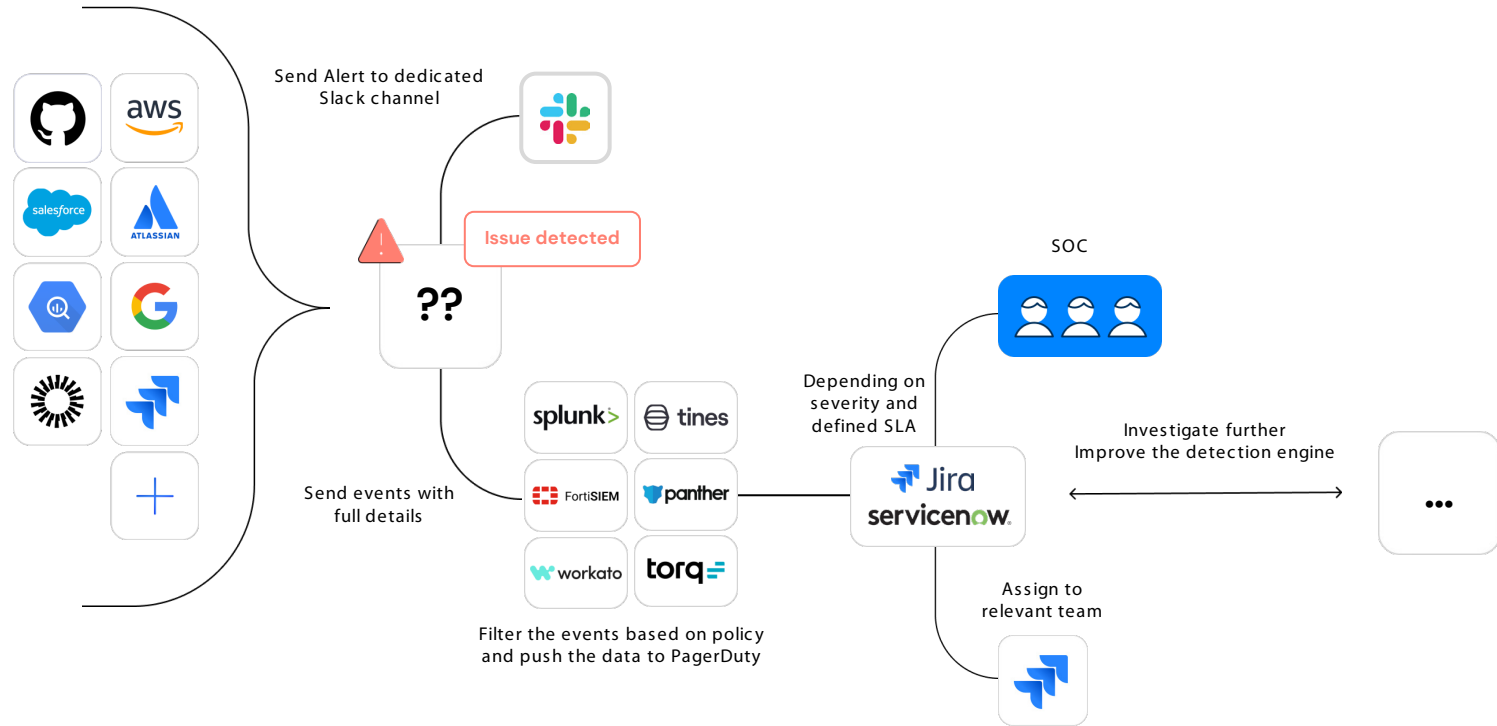 Send Alert to dedicated
Slack channel
aws
salesforce
ATLASSIAN
Issue detected
!
??
SOC
splunk>
tines
Depending on
severity and
defined SLA
Investigate further
Improve the detection engine
Send events with
full details
FortiSIEM
panther
Jira
servicenow.
...
workato
torq
Assign to
relevant team
Filter the events based on policy
and push the data to PagerDuty